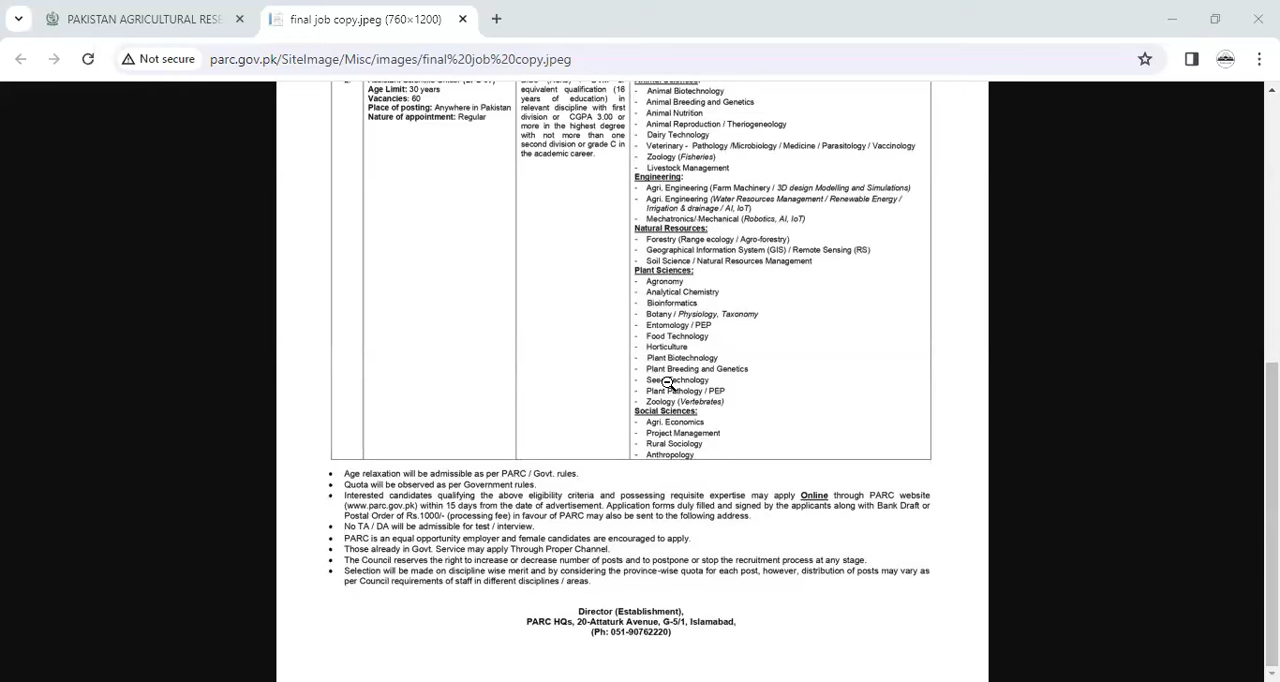 PAKISTAN AGRICULTURAL RESE
final job copy.jpeg (760×1200)
Not secure
parc.gov.pk/SiteImage/Misc/images/final%20job%20copy.jpeg
Age Limit: 30 years
Vacancies: 60
Place of posting: Anywhere in Pakistan
Nature of appointment: Regular
equivalent qualification (16
years of education) in
relevant discipline with first
division or CGPA 3.00 or
more in the highest degree
with not more than one
second division or grade C in
the academic career.
- Animal Biotechnology
- Animal Breeding and Genetics
- Animal Nutrition
- Animal Reproduction / Theriogeneology
- Dairy Technology
- Veterinary - Pathology /Microbiology / Medicine / Parasitology / Vaccinology
- Zoology (Fisheries)
- Livestock Management
Engineering:
- Agri. Engineering (Farm Machinery / 3D design Modelling and Simulations)
- Agri. Engineering (Water Resources Management / Renewable Energy /
Irrigation & drainage / AI, IoT)
- Mechatronics/-Mechanical (Robotics, AI, IoT)
Natural Resources:
- Forestry (Range ecology / Agro-forestry)
- Geographical Information System (GIS) / Remote Sensing (RS)
- Soil Science / Natural Resources Management
Plant Sciences:
- Agronomy
- Analytical Chemistry
- Bioinformatics
- Botany / Physiology, Taxonomy
- Entomology / PEP
- Food Technology
- Horticulture
- Plant Biotechnology
- Plant Breeding and Genetics
- Seed Technology
- Plant Pathology / PEP
- Zoology (Vertebrates)
Social Sciences:
- Agri. Economics
- Project Management
- Rural Sociology
- Anthropology
• Age relaxation will be admissible as per PARC / Govt. rules.
• Quota will be observed as per Government rules.
• Interested candidates qualifying the above eligibility criteria and possessing requisite expertise may apply Online through PARC website
(www.parc.gov.pk) within 15 days from the date of advertisement. Application forms duly filled and signed by the applicants along with Bank Draft or
Postal Order of Rs.1000/- (processing fee) in favour of PARC may also be sent to the following address.
• No TA / DA will be admissible for test / interview.
• PARC is an equal opportunity employer and female candidates are encouraged to apply.
• Those already in Govt. Service may apply Through Proper Channel.
• The Council reserves the right to increase or decrease number of posts and to postpone or stop the recruitment process at any stage.
• Selection will be made on discipline wise merit and by considering the province-wise quota for each post, however, distribution of posts may vary as
per Council requirements of staff in different disciplines / areas.
Director (Establishment),
PARC HQs, 20-Attaturk Avenue, G-5/1, Islamabad,
(Ph: 051-90762220)